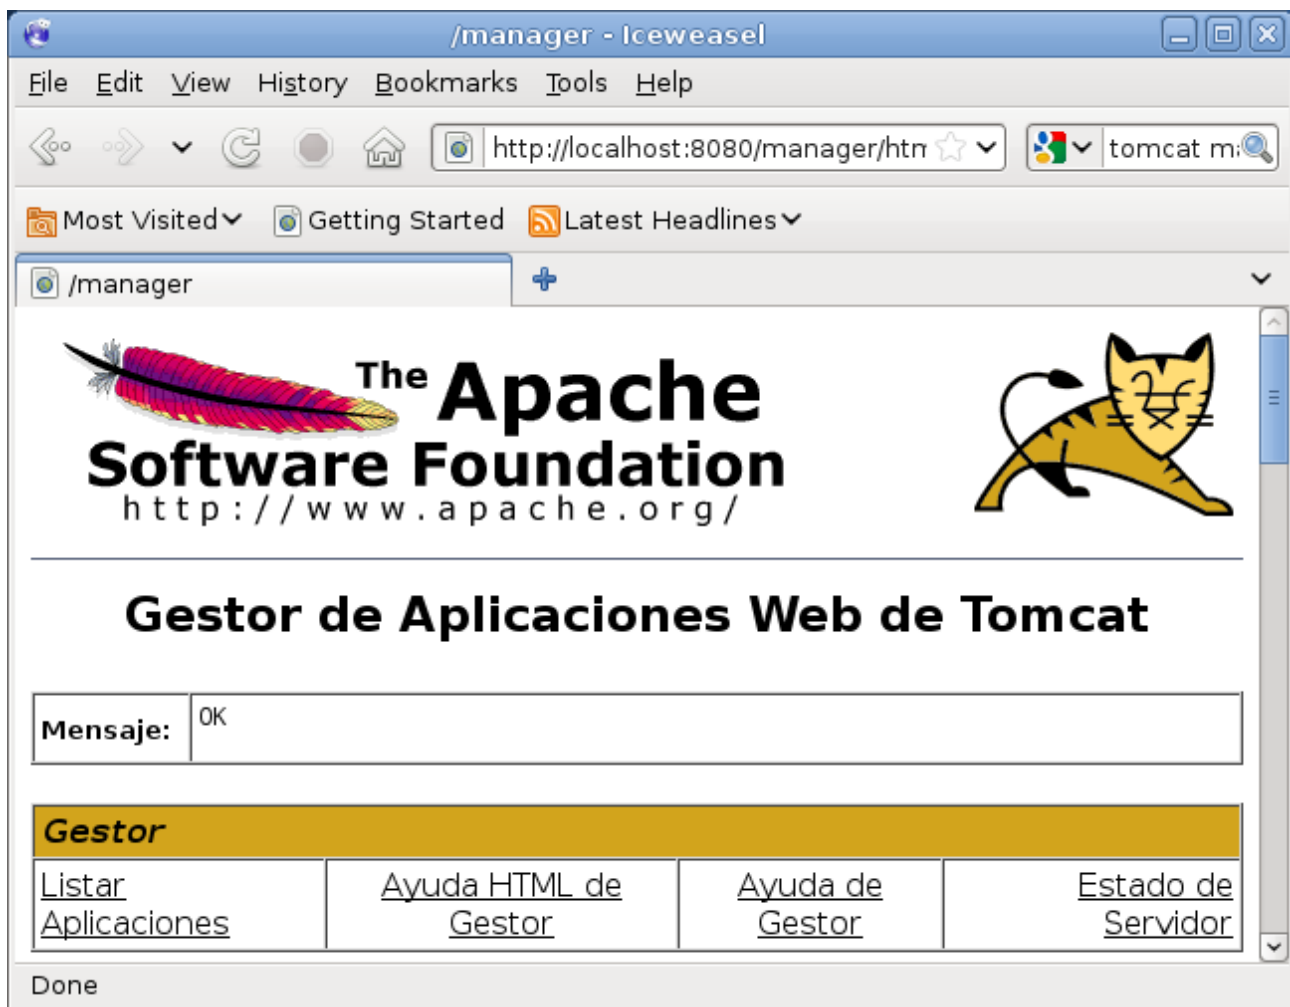 /manager - Iceweasel
File Edit View History Bookmarks Tools Help
http://localhost:8080/manager/htm
tomcat m
Most Visited Getting Started Latest Headlines
/manager
The Apache
Software Foundation
http://www.apache.org/
Gestor de Aplicaciones Web de Tomcat
Mensaje: OK
Gestor
Listar Ayuda HTML de Ayuda de Estado de
Aplicaciones Gestor Gestor Servidor
Done